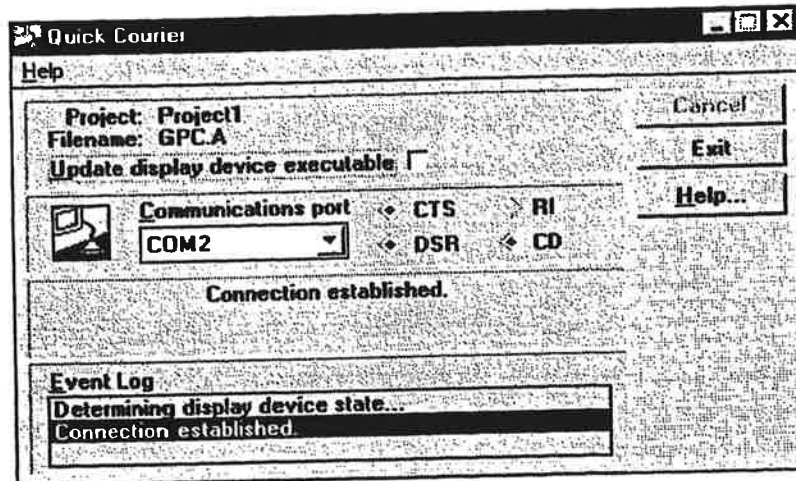 Quick Courier
Help
Project: Project1
Filename: GPC.A
Update display device executable
Cancel
Exit
Help...
Communications port
COM2
CTS
RI
DSR
CD
Connection established.
Event Log
Determining display device state...
Connection established.